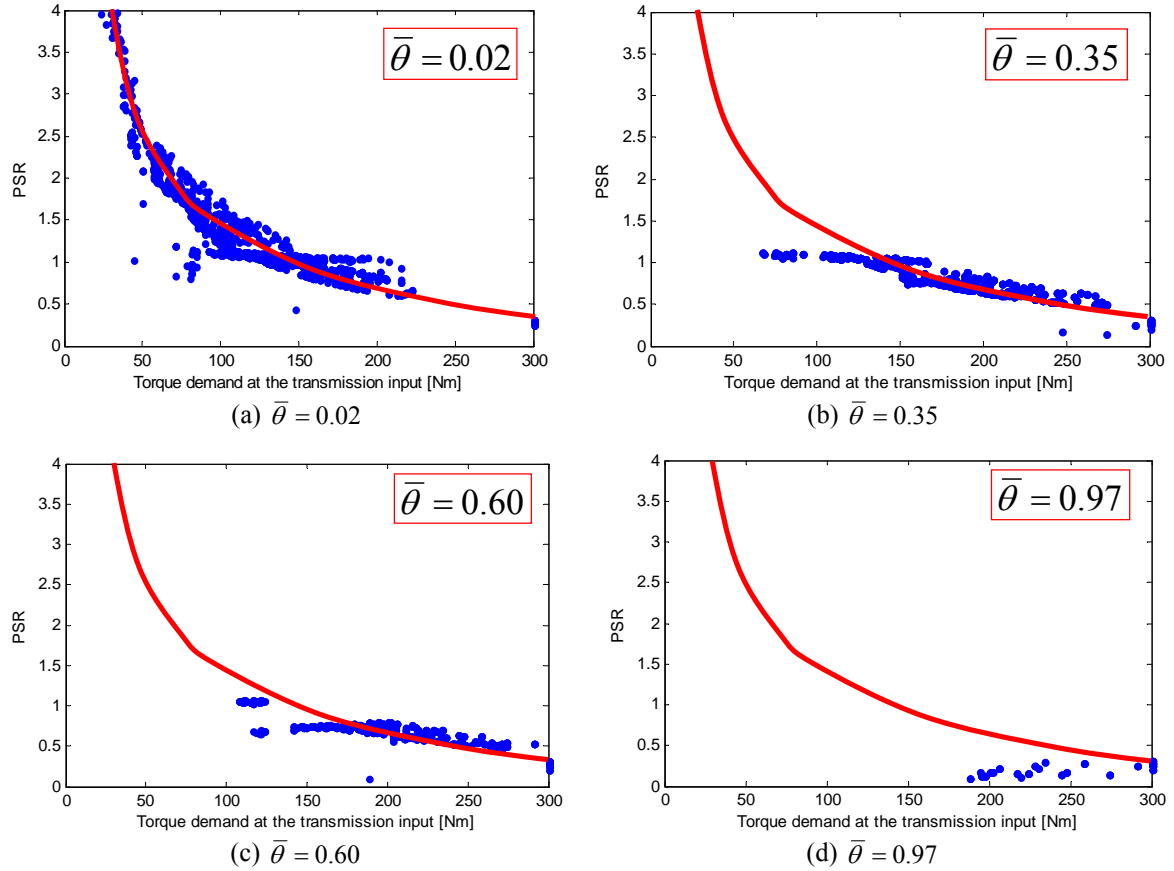 4
3.5
3
2.5
2
1.5
1
0.5
0
PSR
θ̅ = 0.02
0 50 100 150 200 250 300
Torque demand at the transmission input [Nm]
(a) θ̅ = 0.02
4
3.5
3
2.5
2
1.5
1
0.5
0
PSR
θ̅ = 0.35
0 50 100 150 200 250 300
Torque demand at the transmission input [Nm]
(b) θ̅ = 0.35
4
3.5
3
2.5
2
1.5
1
0.5
0
PSR
θ̅ = 0.60
0 50 100 150 200 250 300
Torque demand at the transmission input [Nm]
(c) θ̅ = 0.60
4
3.5
3
2.5
2
1.5
1
0.5
0
PSR
θ̅ = 0.97
0 50 100 150 200 250 300
Torque demand at the transmission input [Nm]
(d) θ̅ = 0.97